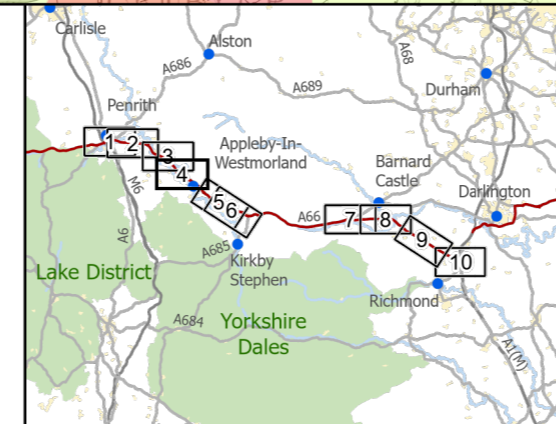 Carlisle
Alston
A686
A68
A689
Durham
Penrith
1
2
3
4
5
6
Appleby-In-
Westmorland
Barnard
Castle
Darlington
M6
A6
A66
7
8
9
10
A685
Kirkby
Stephen
Lake District
Richmond
A684
Yorkshire
Dales
A1(M)